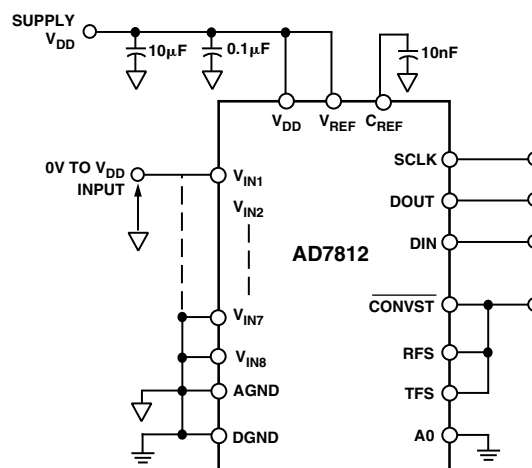 SUPPLY
VDD
10µF
0.1µF
10nF
VDD
VREF
CREF
0V TO VDD
INPUT
VIN1
VIN2
VIN7
VIN8
AGND
DGND
AD7812
SCLK
DOUT
DIN
CONVST
RFS
TFS
A0